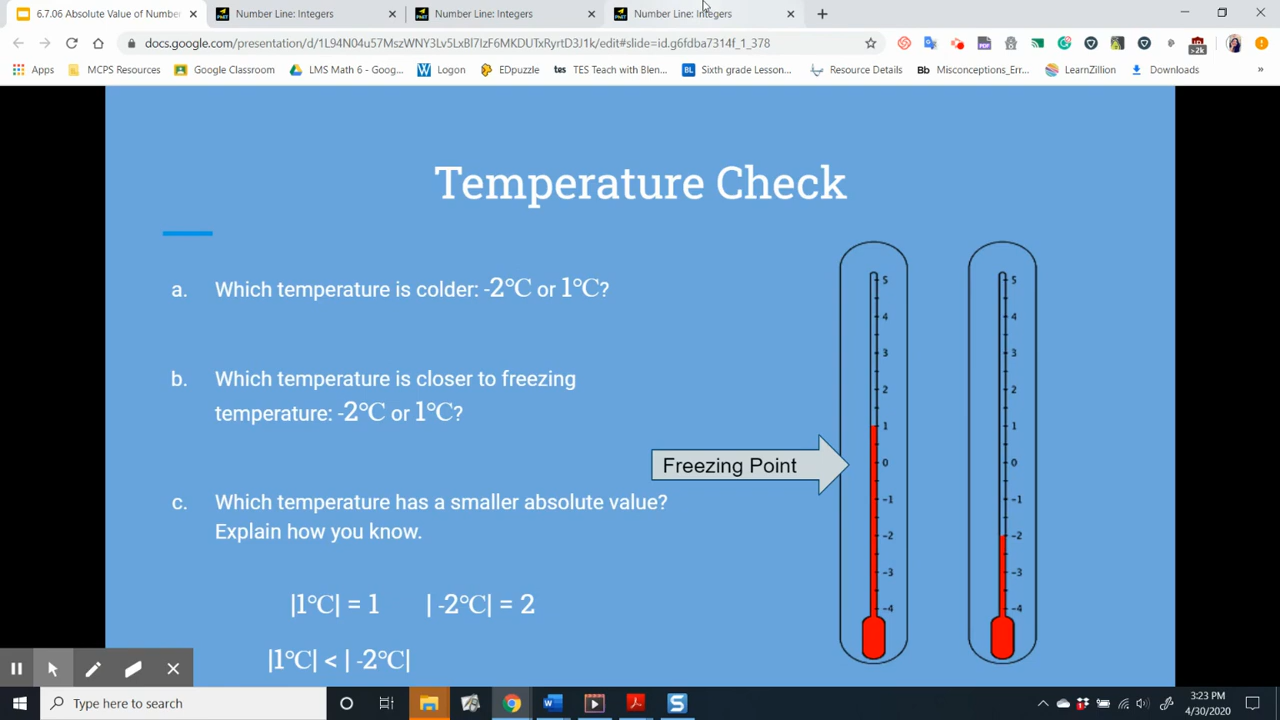 6.7.06 Absolute Value of Number
Number Line: Integers
Number Line: Integers
Number Line: Integers
docs.google.com/presentation/d/1L94N04u57MszWNY3Lv5LxBl7IzF6MKDUTxRyrtD3J1k/edit#slide=id.g6fdba7314f_1_378
>2k
Apps
MCPS Resources
Google Classroom
LMS Math 6 - Goog...
Logon
EDpuzzle
tes TES Teach with Blen...
BL Sixth grade Lesson...
Resource Details
Bb Misconceptions_Err...
LearnZillion
Downloads
»
Temperature Check
a. Which temperature is colder: -2℃ or 1℃?
b. Which temperature is closer to freezing
temperature: -2℃ or 1℃?
c. Which temperature has a smaller absolute value?
Explain how you know.
|1℃| = 1 | -2℃| = 2
|1℃| < | -2℃|
Freezing Point
5
4
3
2
1
0
-1
-2
-3
-4
5
4
3
2
1
0
-1
-2
-3
-4
Type here to search
3:23 PM
4/30/2020